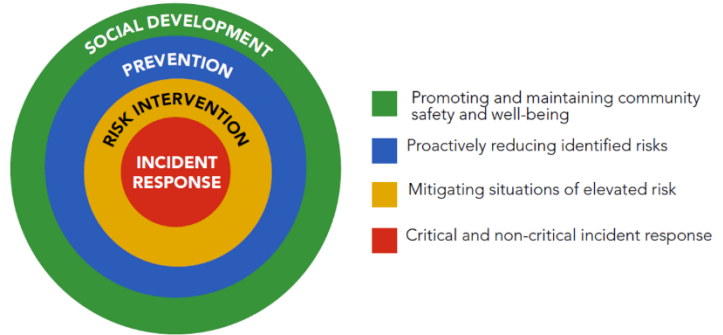 SOCIAL DEVELOPMENT
PREVENTION
RISK INTERVENTION
INCIDENT
RESPONSE
Promoting and maintaining community
safety and well-being
Proactively reducing identified risks
Mitigating situations of elevated risk
Critical and non-critical incident response